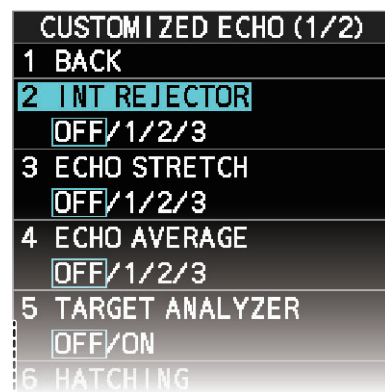 CUSTOMIZED ECHO (1/2)
1 BACK
2 INT REJECTOR
OFF/1/2/3
3 ECHO STRETCH
OFF/1/2/3
4 ECHO AVERAGE
OFF/1/2/3
5 TARGET ANALYZER
OFF/ON
6 HATCHING